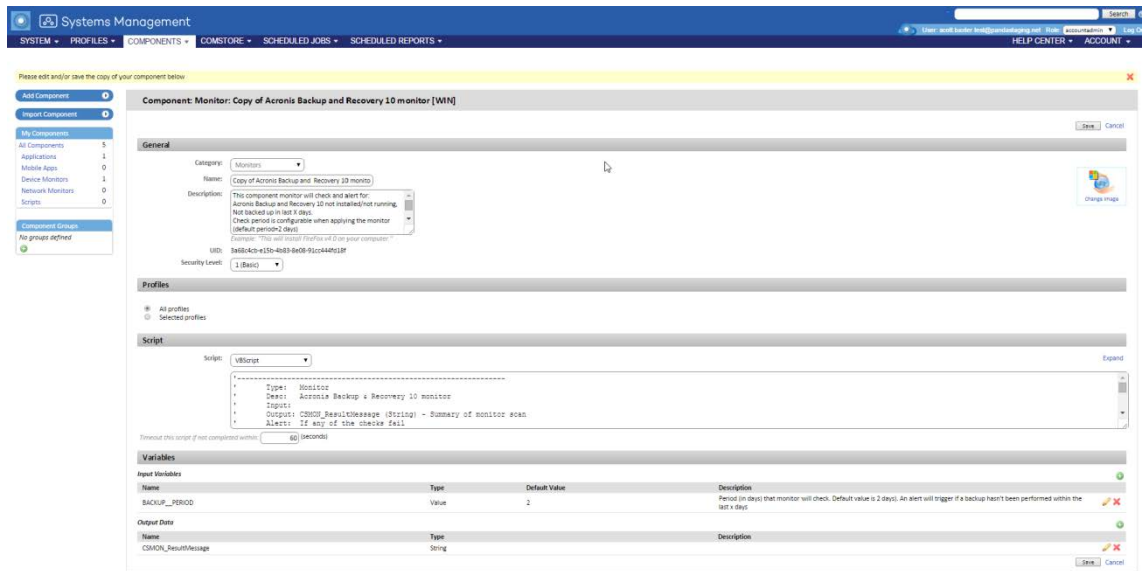 Systems Management
Search
User: scott.baxter.test@pandastaging.net Role: accountadmin Log O
SYSTEM PROFILES COMPONENTS COMSTORE SCHEDULED JOBS SCHEDULED REPORTS HELP CENTER ACCOUNT
Please edit and/or save the copy of your component below
Add Component
Import Component
My Components
All Components 5
Applications 1
Mobile Apps 0
Device Monitors 1
Network Monitors 0
Scripts 0
Component Groups
No groups defined
Component: Monitor: Copy of Acronis Backup and Recovery 10 monitor [WIN]
Save Cancel
General
Category: Monitors
Name: Copy of Acronis Backup and Recovery 10 monito
Description: This component monitor will check and alert for:
Acronis Backup and Recovery 10 not installed/not running,
Not backed up in last X days.
Check period is configurable when applying the monitor
(default period=2 days)
Example: "This will install FireFox v4.0 on your computer."
Change image
UID: 3a68c4cb-e15b-4b83-8e08-91cc444fd18f
Security Level: 1 (Basic)
Profiles
All profiles
Selected profiles
Script
Script: VBScript Expand
'-----------------------------------------------------------------
' Type: Monitor
' Desc: Acronis Backup & Recovery 10 monitor
' Input:
' Output: CSMON_ResultMessage (String) - Summary of monitor scan
' Alert: If any of the checks fail
Timeout this script if not completed within: 60 (seconds)
Variables
Input Variables
Name Type Default Value Description
BACKUP__PERIOD Value 2 Period (in days) that monitor will check. Default value is 2 days). An alert will trigger if a backup hasn't been performed within the
last x days
Output Data
Name Type Description
CSMON_ResultMessage String
Save Cancel